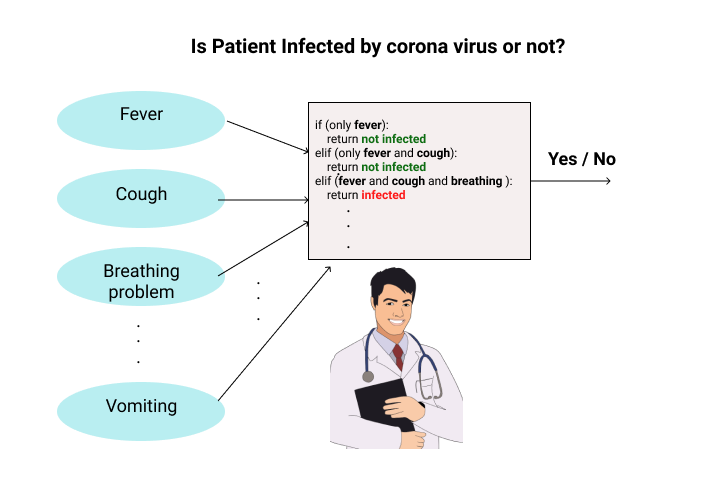 Is Patient Infected by corona virus or not?
Fever
Cough
Breathing
problem
Vomiting
if (only fever):
return not infected
elif (only fever and cough):
return not infected
elif (fever and cough and breathing ):
return infected
Yes / No